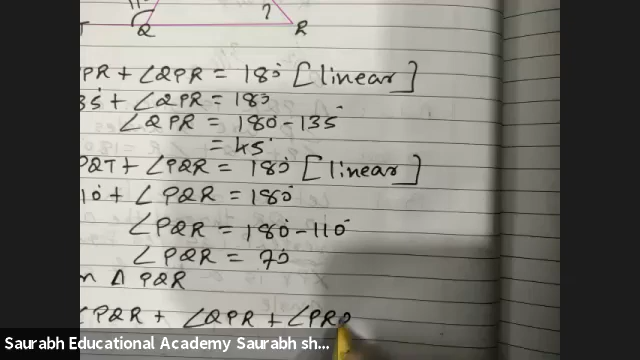 110
T Q ? R
PR + ∠QPR = 180° [linear]
35° + ∠QPR = 180
∠QPR = 180° - 135°
= 45°
PQT + ∠PQR = 180° [linear]
10° + ∠PQR = 180°
∠PQR = 180° - 110°
∠PQR = 70°
n Δ PQR
∠PQR + ∠QPR + ∠PRQ
Saurabh Educational Academy Saurabh sh...